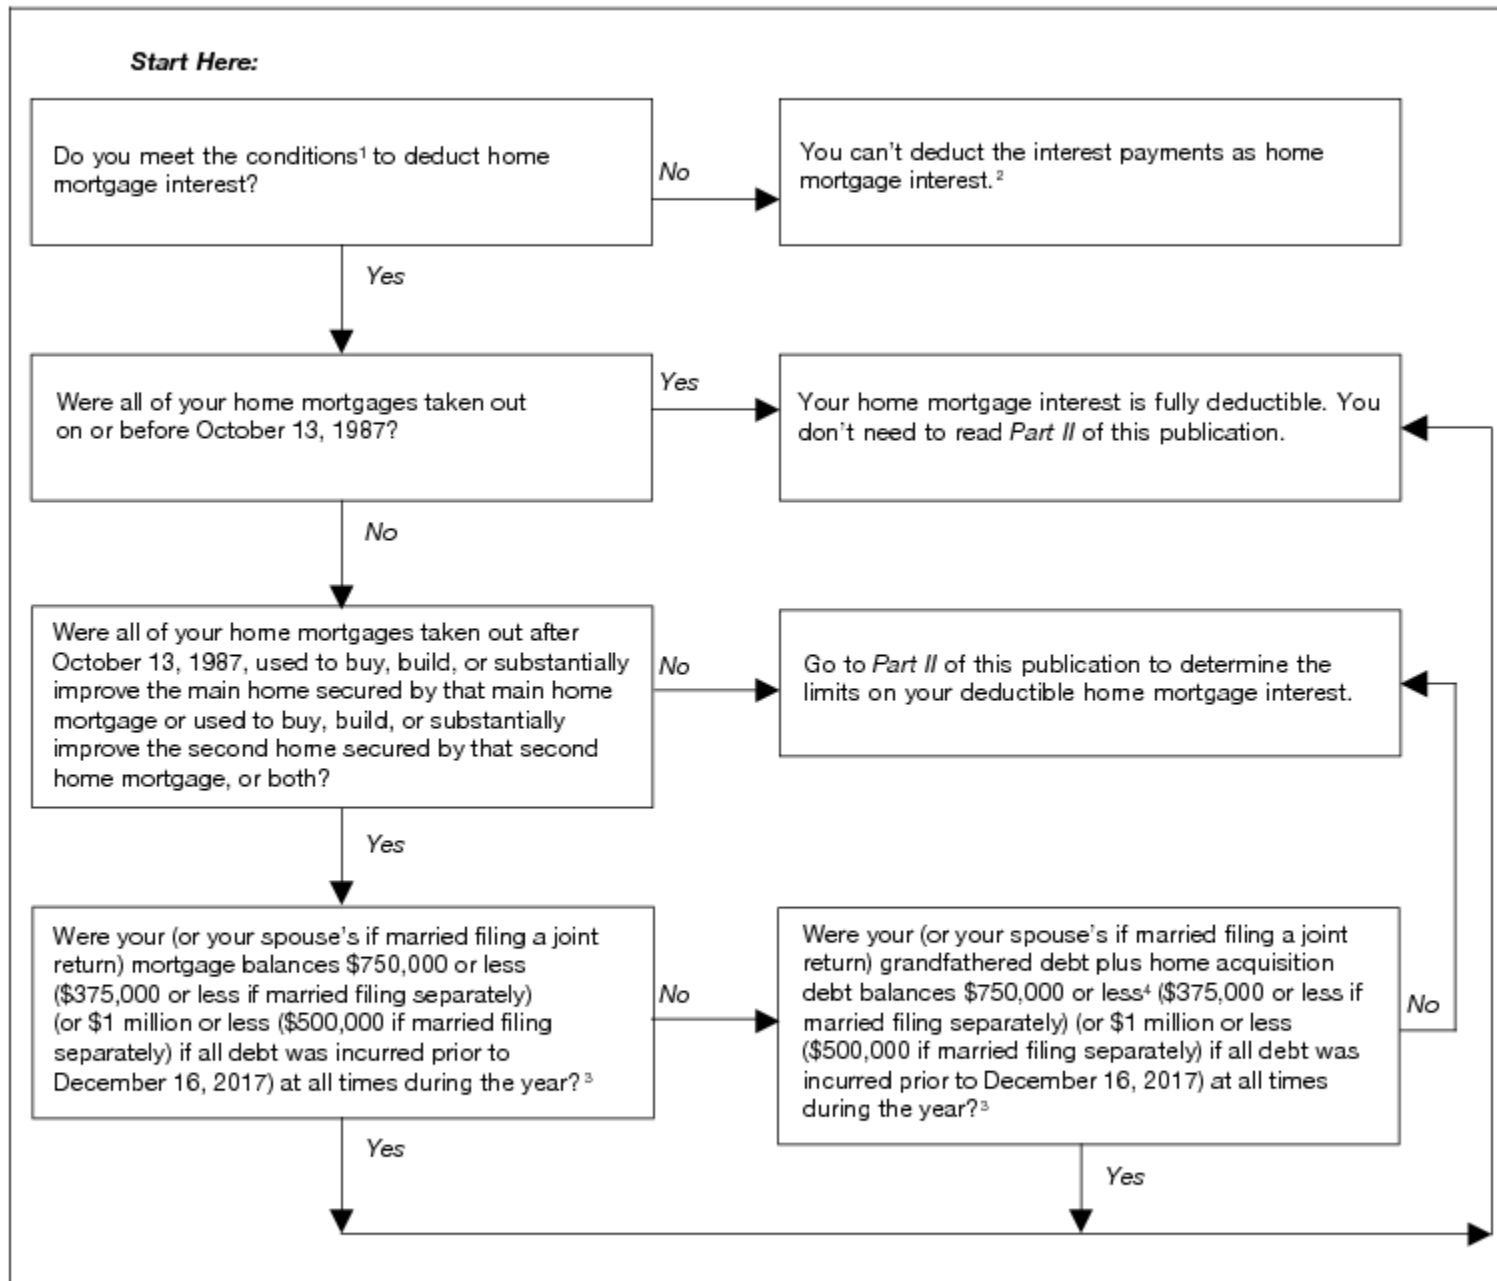 Start Here:
Do you meet the conditions¹ to deduct home
mortgage interest?
No
You can't deduct the interest payments as home
mortgage interest.²
Yes
Were all of your home mortgages taken out
on or before October 13, 1987?
Yes
Your home mortgage interest is fully deductible. You
don't need to read Part II of this publication.
No
Were all of your home mortgages taken out after
October 13, 1987, used to buy, build, or substantially
improve the main home secured by that main home
mortgage or used to buy, build, or substantially
improve the second home secured by that second
home mortgage, or both?
No
Go to Part II of this publication to determine the
limits on your deductible home mortgage interest.
Yes
Were your (or your spouse's if married filing a joint
return) mortgage balances $750,000 or less
($375,000 or less if married filing separately)
(or $1 million or less ($500,000 if married filing
separately) if all debt was incurred prior to
December 16, 2017) at all times during the year?³
No
Were your (or your spouse's if married filing a joint
return) grandfathered debt plus home acquisition
debt balances $750,000 or less⁴ ($375,000 or less if
married filing separately) (or $1 million or less
($500,000 if married filing separately) if all debt was
incurred prior to December 16, 2017) at all times
during the year?³
No
Yes
Yes